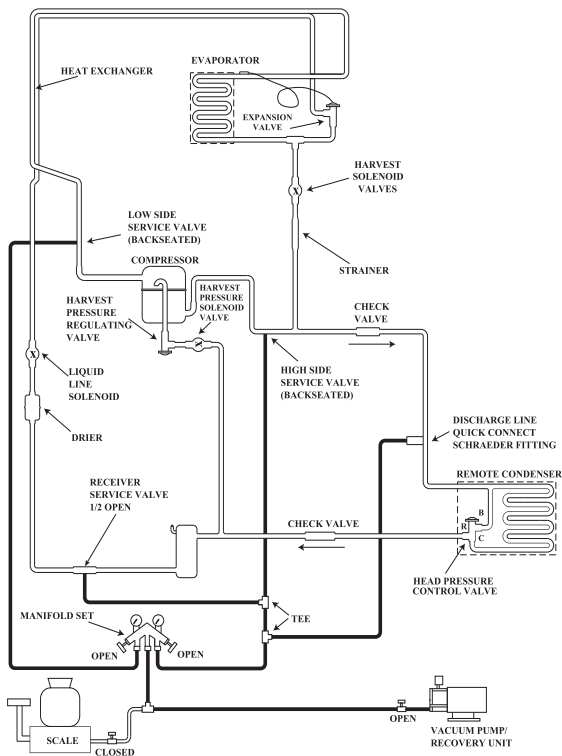 EVAPORATOR
HEAT EXCHANGER
EXPANSION
VALVE
HARVEST
SOLENOID
VALVES
X
LOW SIDE
SERVICE VALVE
(BACKSEATED)
COMPRESSOR
STRAINER
HARVEST
PRESSURE
SOLENOID
VALVE
HARVEST
PRESSURE
REGULATING
VALVE
X
CHECK
VALVE
X
LIQUID
LINE
SOLENOID
HIGH SIDE
SERVICE VALVE
(BACKSEATED)
DRIER
DISCHARGE LINE
QUICK CONNECT
SCHRAEDER FITTING
RECEIVER
SERVICE VALVE
1/2 OPEN
REMOTE CONDENSER
B
R
C
CHECK VALVE
HEAD PRESSURE
CONTROL VALVE
MANIFOLD SET
TEE
OPEN
OPEN
OPEN
SCALE
CLOSED
VACUUM PUMP/
RECOVERY UNIT